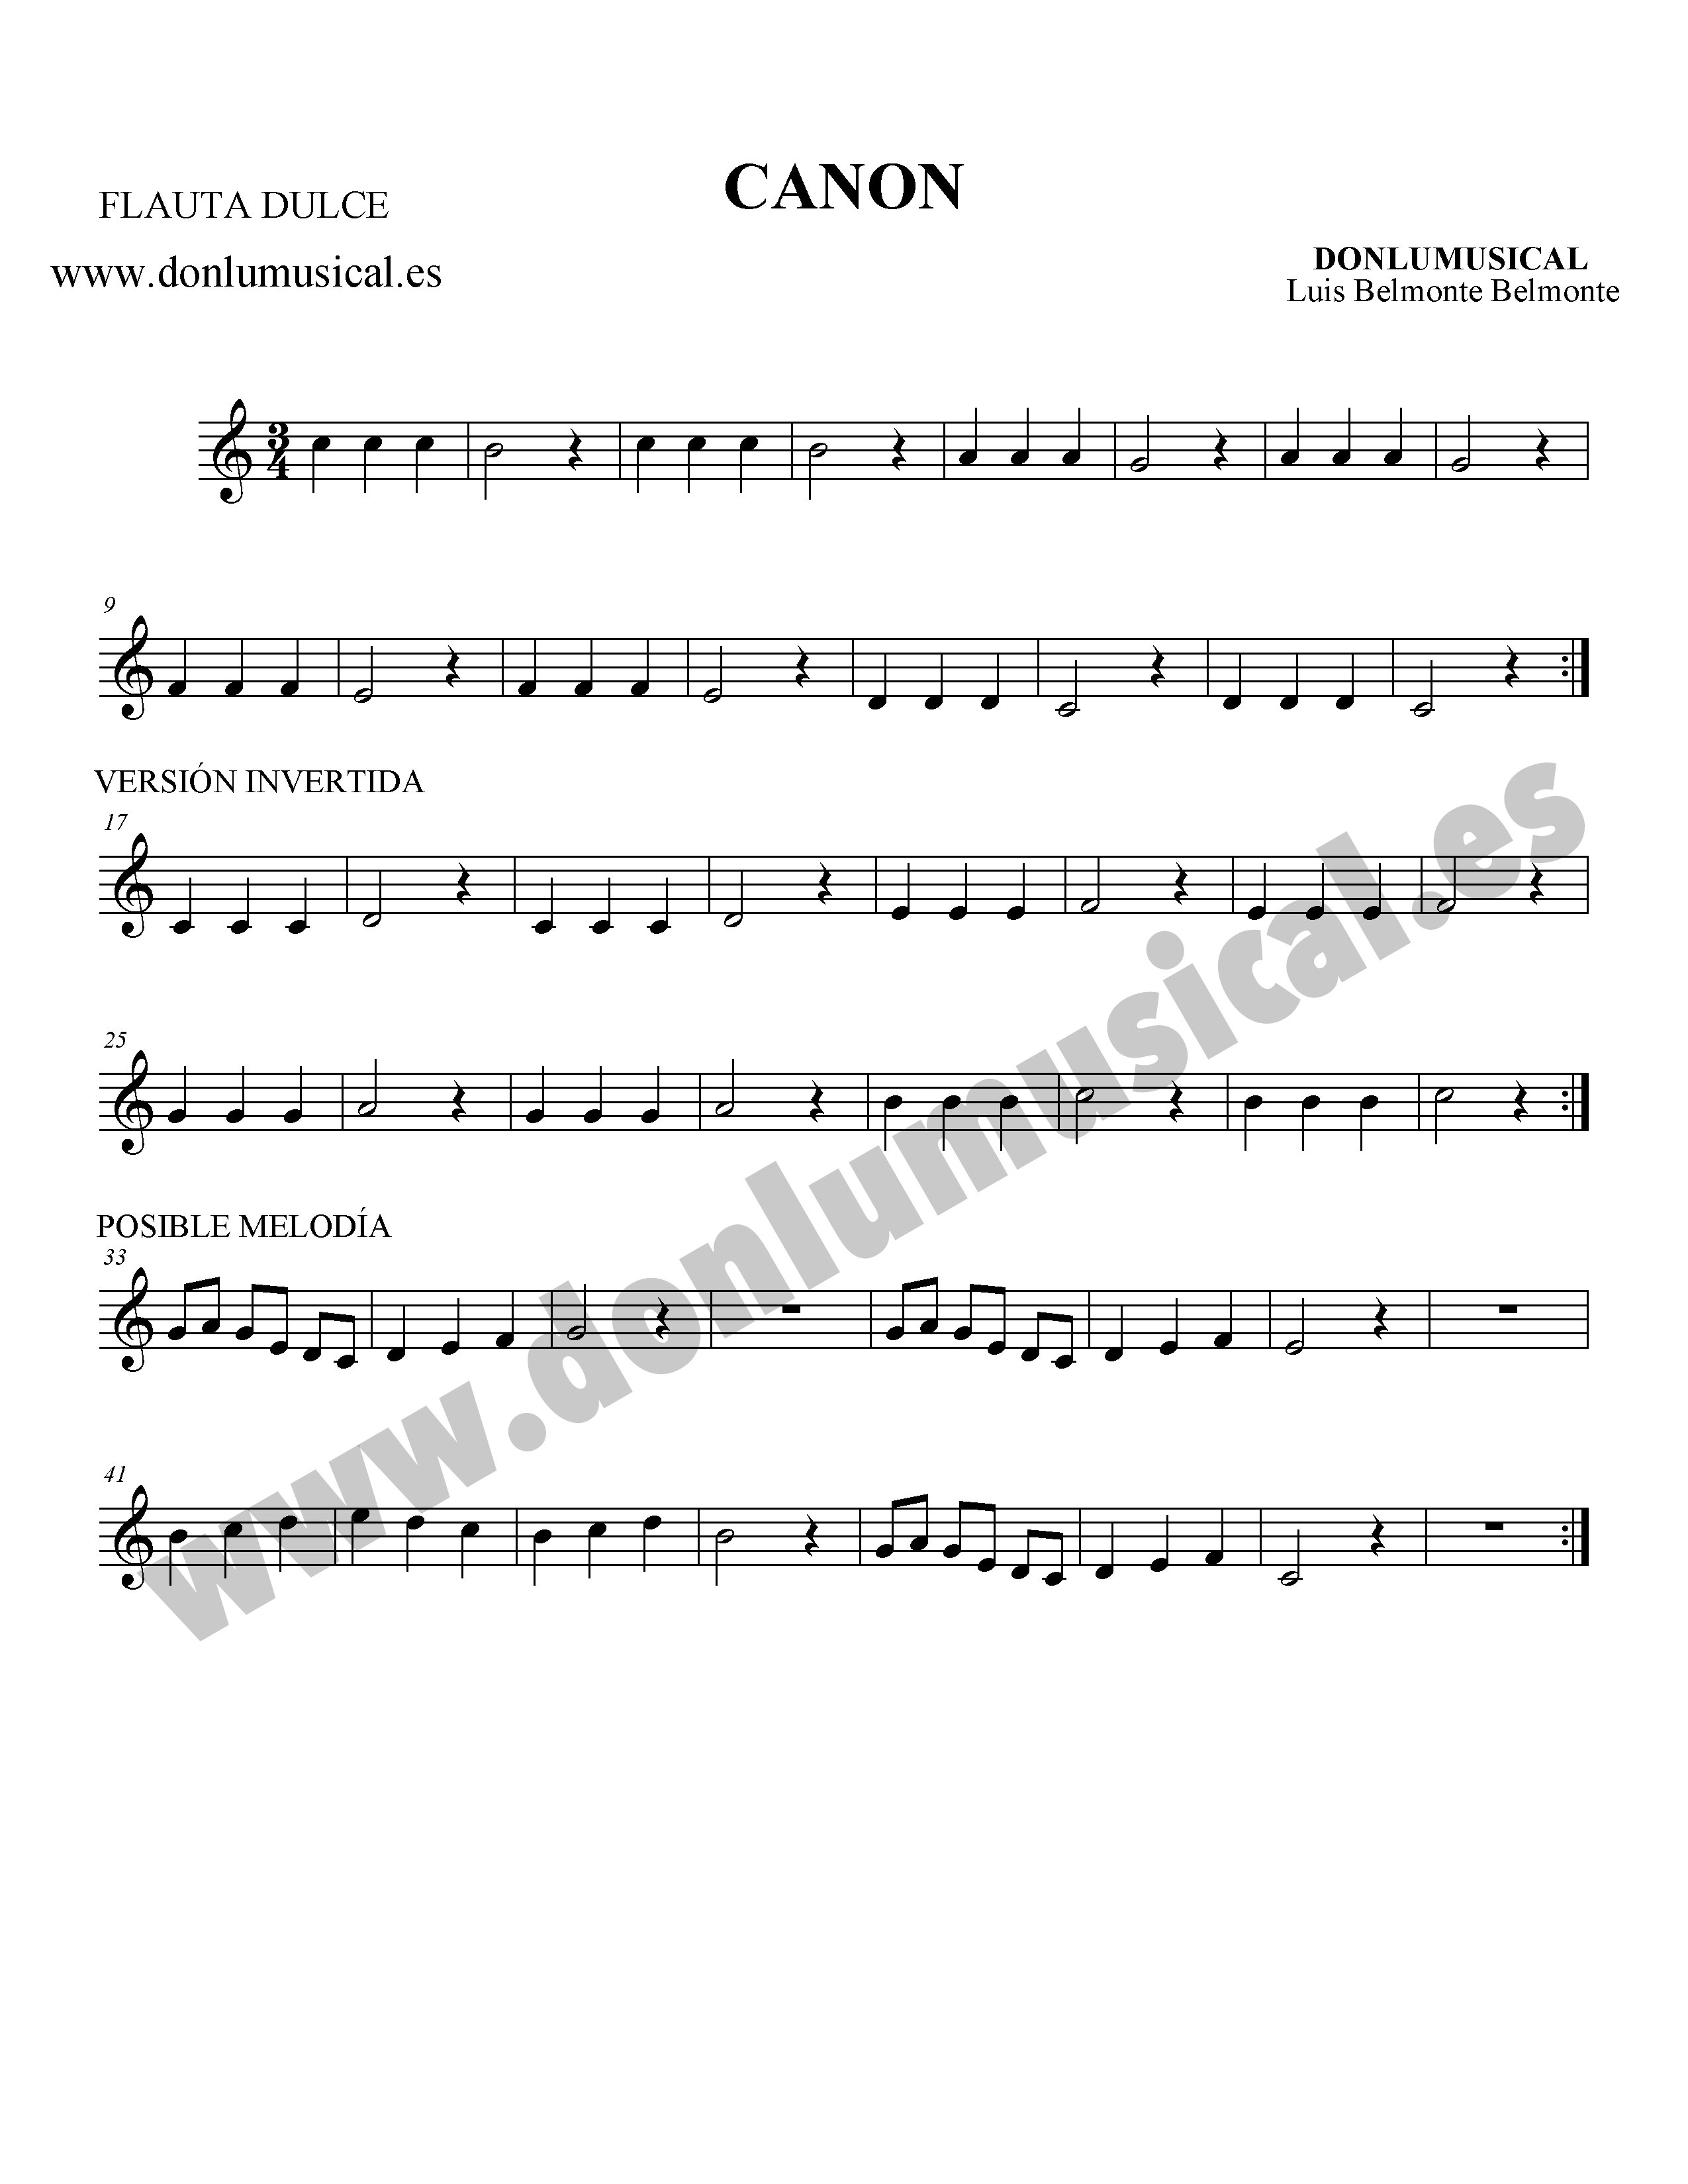 CANON
FLAUTA DULCE
www.donlumusical.es
DONLUMUSICAL
Luis Belmonte Belmonte
3
4
9
VERSIÓN INVERTIDA
17
25
POSIBLE MELODÍA
33
41
www.donlumusical.es